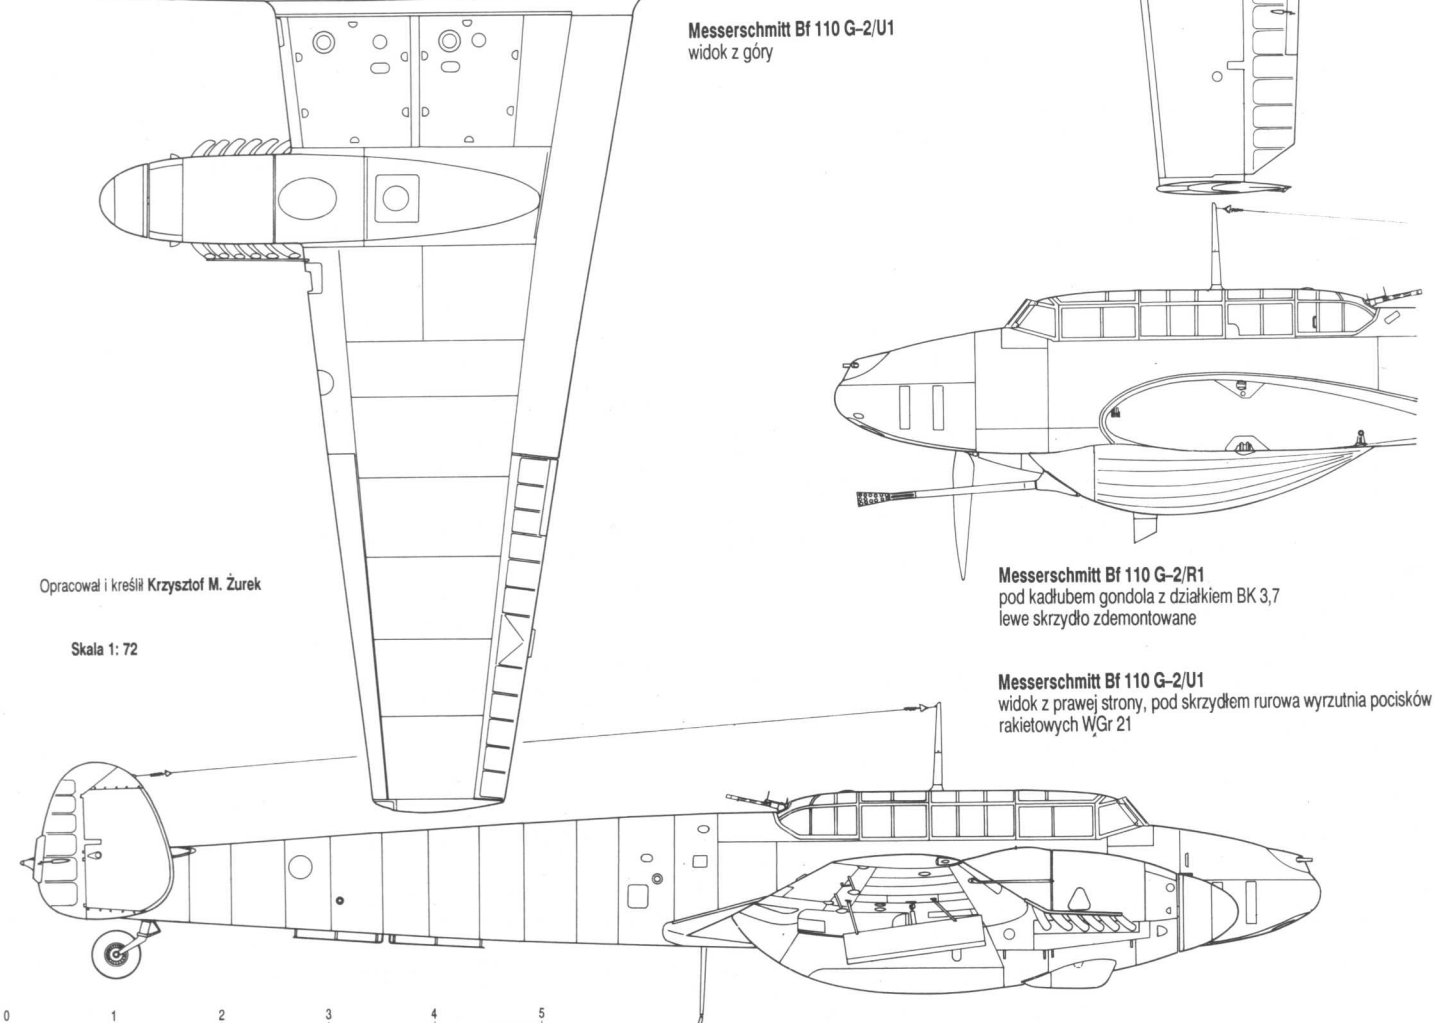 Messerschmitt Bf 110 G–2/U1
widok z góry
Opracował i kreślił Krzysztof M. Żurek
Skala 1: 72
Messerschmitt Bf 110 G–2/R1
pod kadłubem gondola z działkiem BK 3,7
lewe skrzydło zdemontowane
Messerschmitt Bf 110 G–2/U1
widok z prawej strony, pod skrzydłem rurowa wyrzutnia pocisków
rakietowych WGr 21
0 1 2 3 4 5